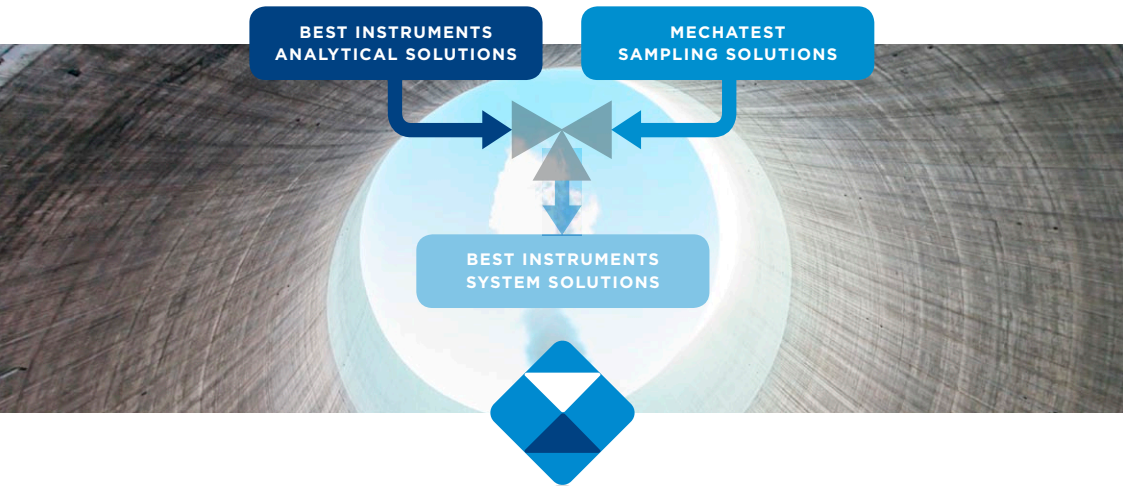 BEST INSTRUMENTS
ANALYTICAL SOLUTIONS
MECHATEST
SAMPLING SOLUTIONS
BEST INSTRUMENTS
SYSTEM SOLUTIONS